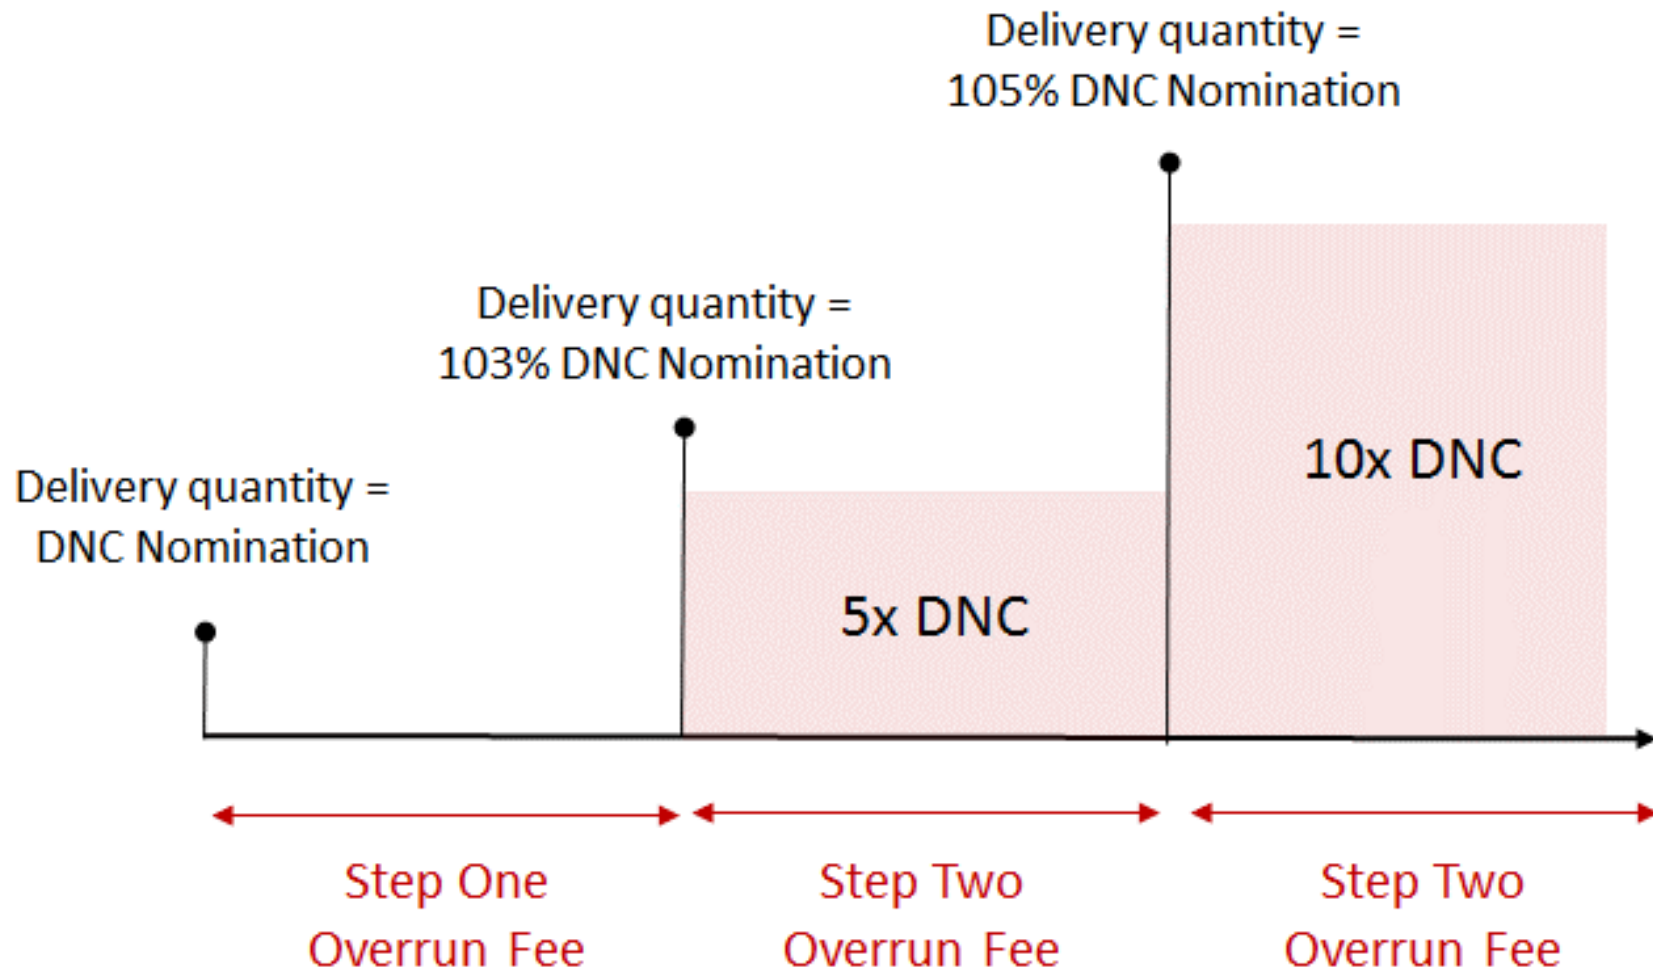 Delivery quantity =
105% DNC Nomination
Delivery quantity =
103% DNC Nomination
Delivery quantity =
DNC Nomination
10x DNC
5x DNC
Step One
Overrun Fee
Step Two
Overrun Fee
Step Two
Overrun Fee